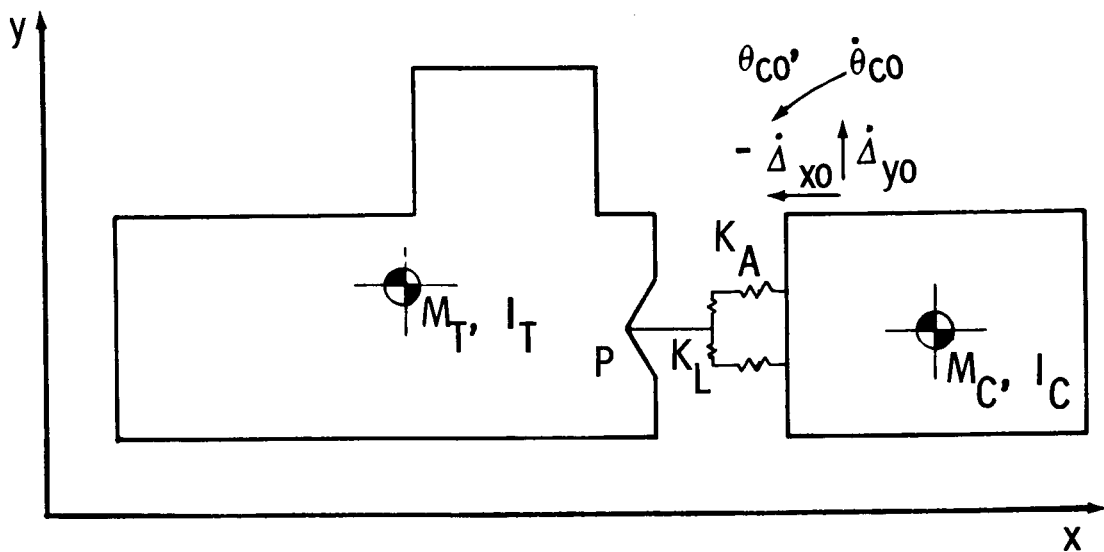 y
θ_CO, θ̇_CO
- Δ̇_XO Δ̇_yO
K_A
M_T, I_T
P
K_L
M_C, I_C
x